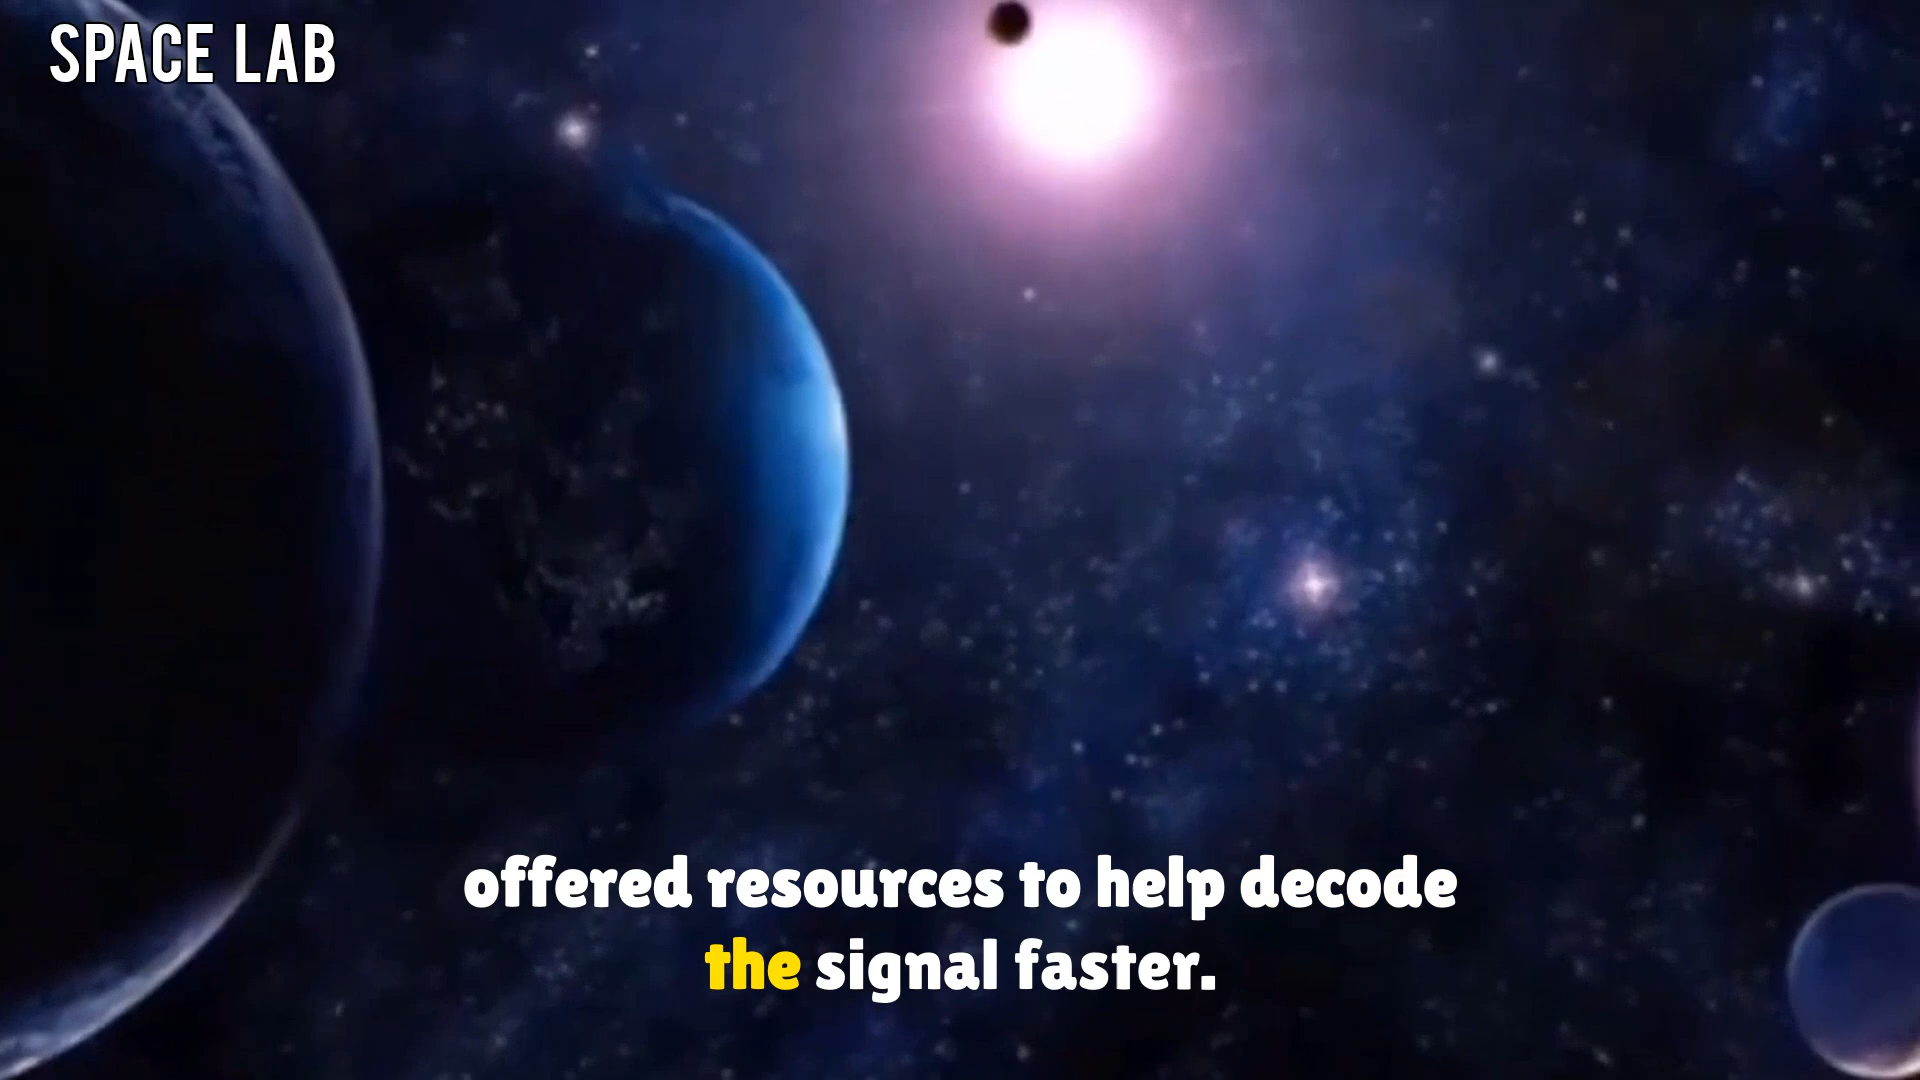 SPACE LAB
offered resources to help decode
the signal faster.